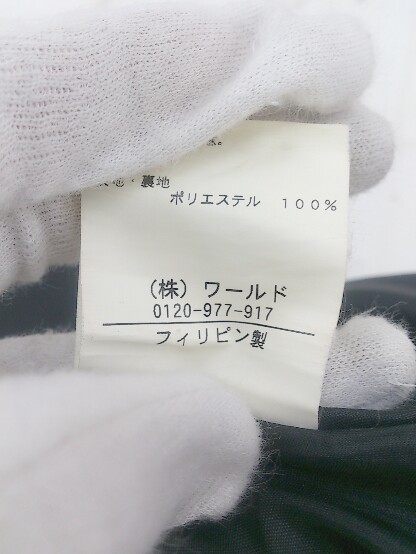 表地・裏地
ポリエステル 100%
(株)ワールド
0120-977-917
フィリピン製